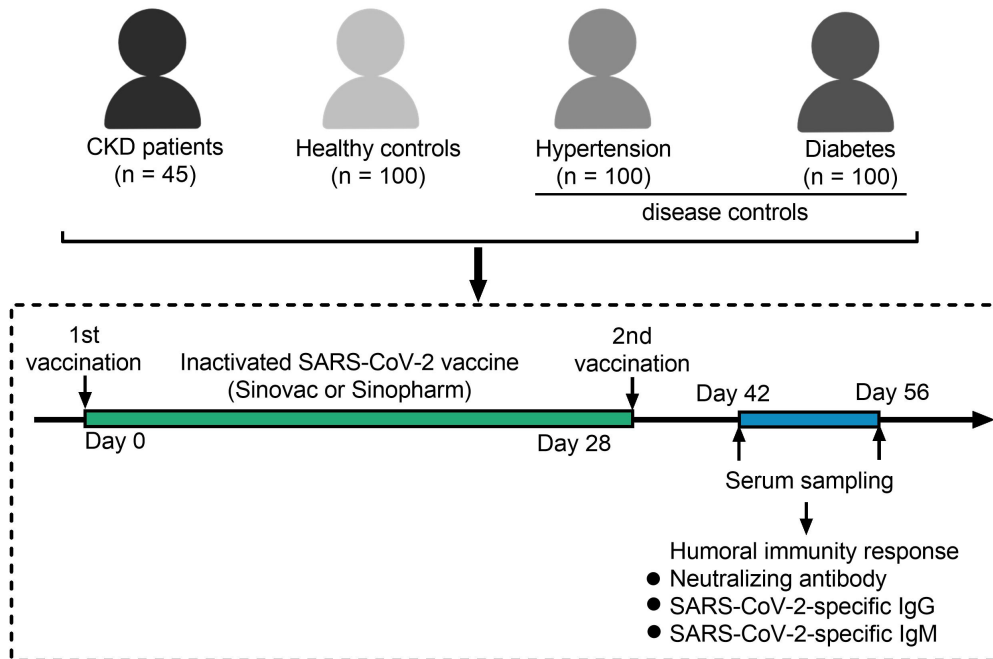 CKD patients
(n = 45)
Healthy controls
(n = 100)
Hypertension
(n = 100)
Diabetes
(n = 100)
disease controls
1st
vaccination
Inactivated SARS-CoV-2 vaccine
(Sinovac or Sinopharm)
2nd
vaccination
Day 42
Day 56
Day 0
Day 28
Serum sampling
Humoral immunity response
● Neutralizing antibody
● SARS-CoV-2-specific IgG
● SARS-CoV-2-specific IgM